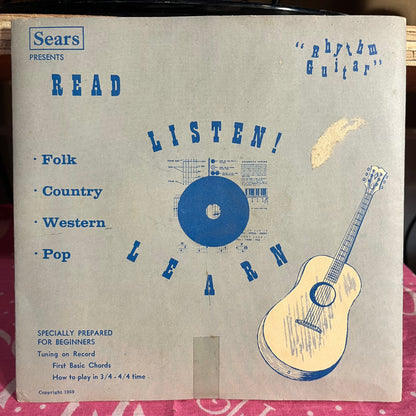 Sears
PRESENTS
"Rhythm
Guitar"
READ
LISTEN!
LEARN
· Folk
· Country
· Western
· Pop
SPECIALLY PREPARED
FOR BEGINNERS
Tuning on Record
First Basic Chords
How to play in 3/4 - 4/4 time
Copyright 1969